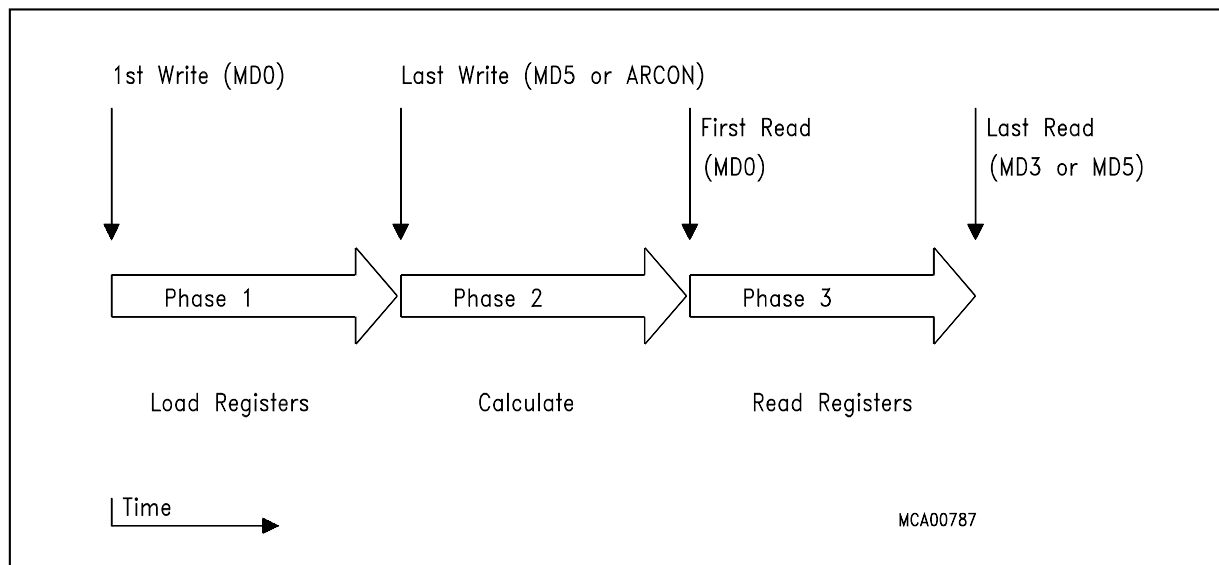 1st Write (MD0)
Last Write (MD5 or ARCON)
First Read
(MD0)
Last Read
(MD3 or MD5)
Phase 1
Phase 2
Phase 3
Load Registers
Calculate
Read Registers
Time
MCA00787